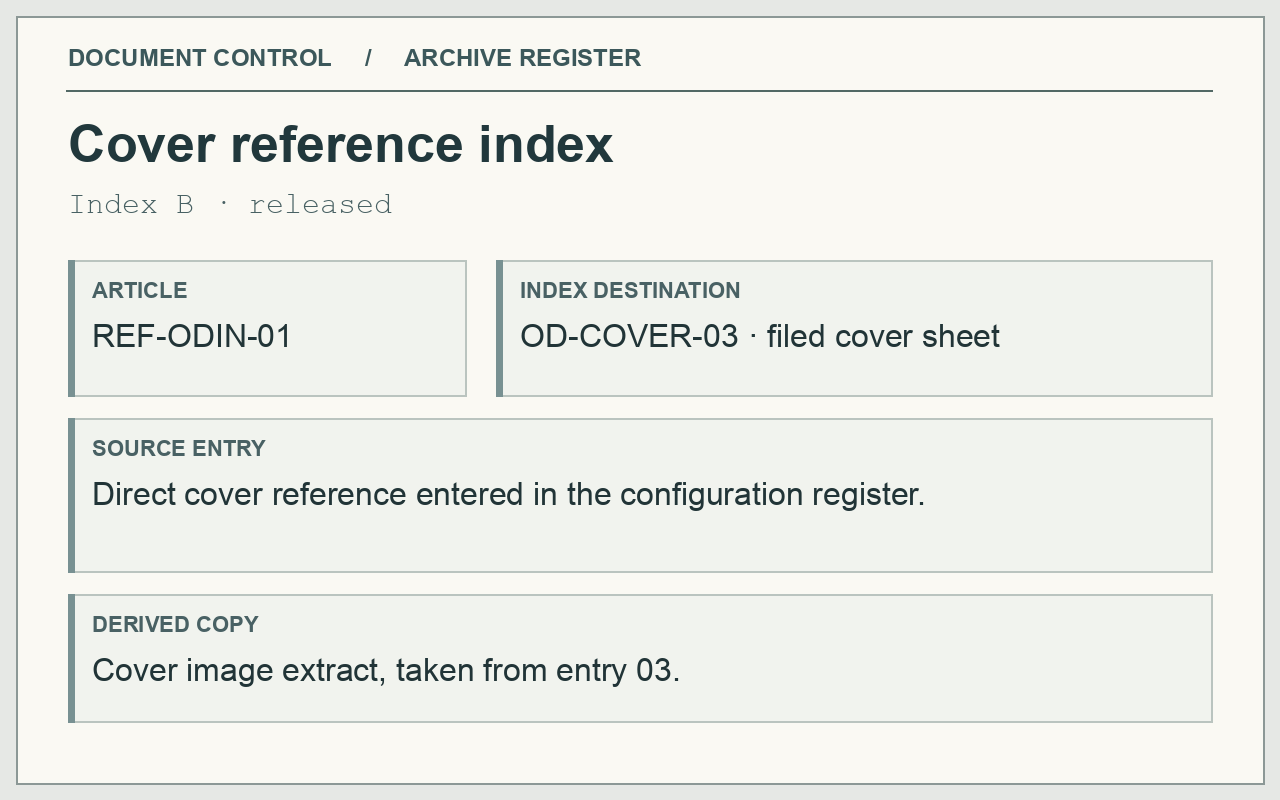 DOCUMENT CONTROL / ARCHIVE REGISTER
Cover reference index
Index B · released
ARTICLE
REF-ODIN-01
INDEX DESTINATION
OD-COVER-03 · filed cover sheet
SOURCE ENTRY
Direct cover reference entered in the configuration register.
DERIVED COPY
Cover image extract, taken from entry 03.